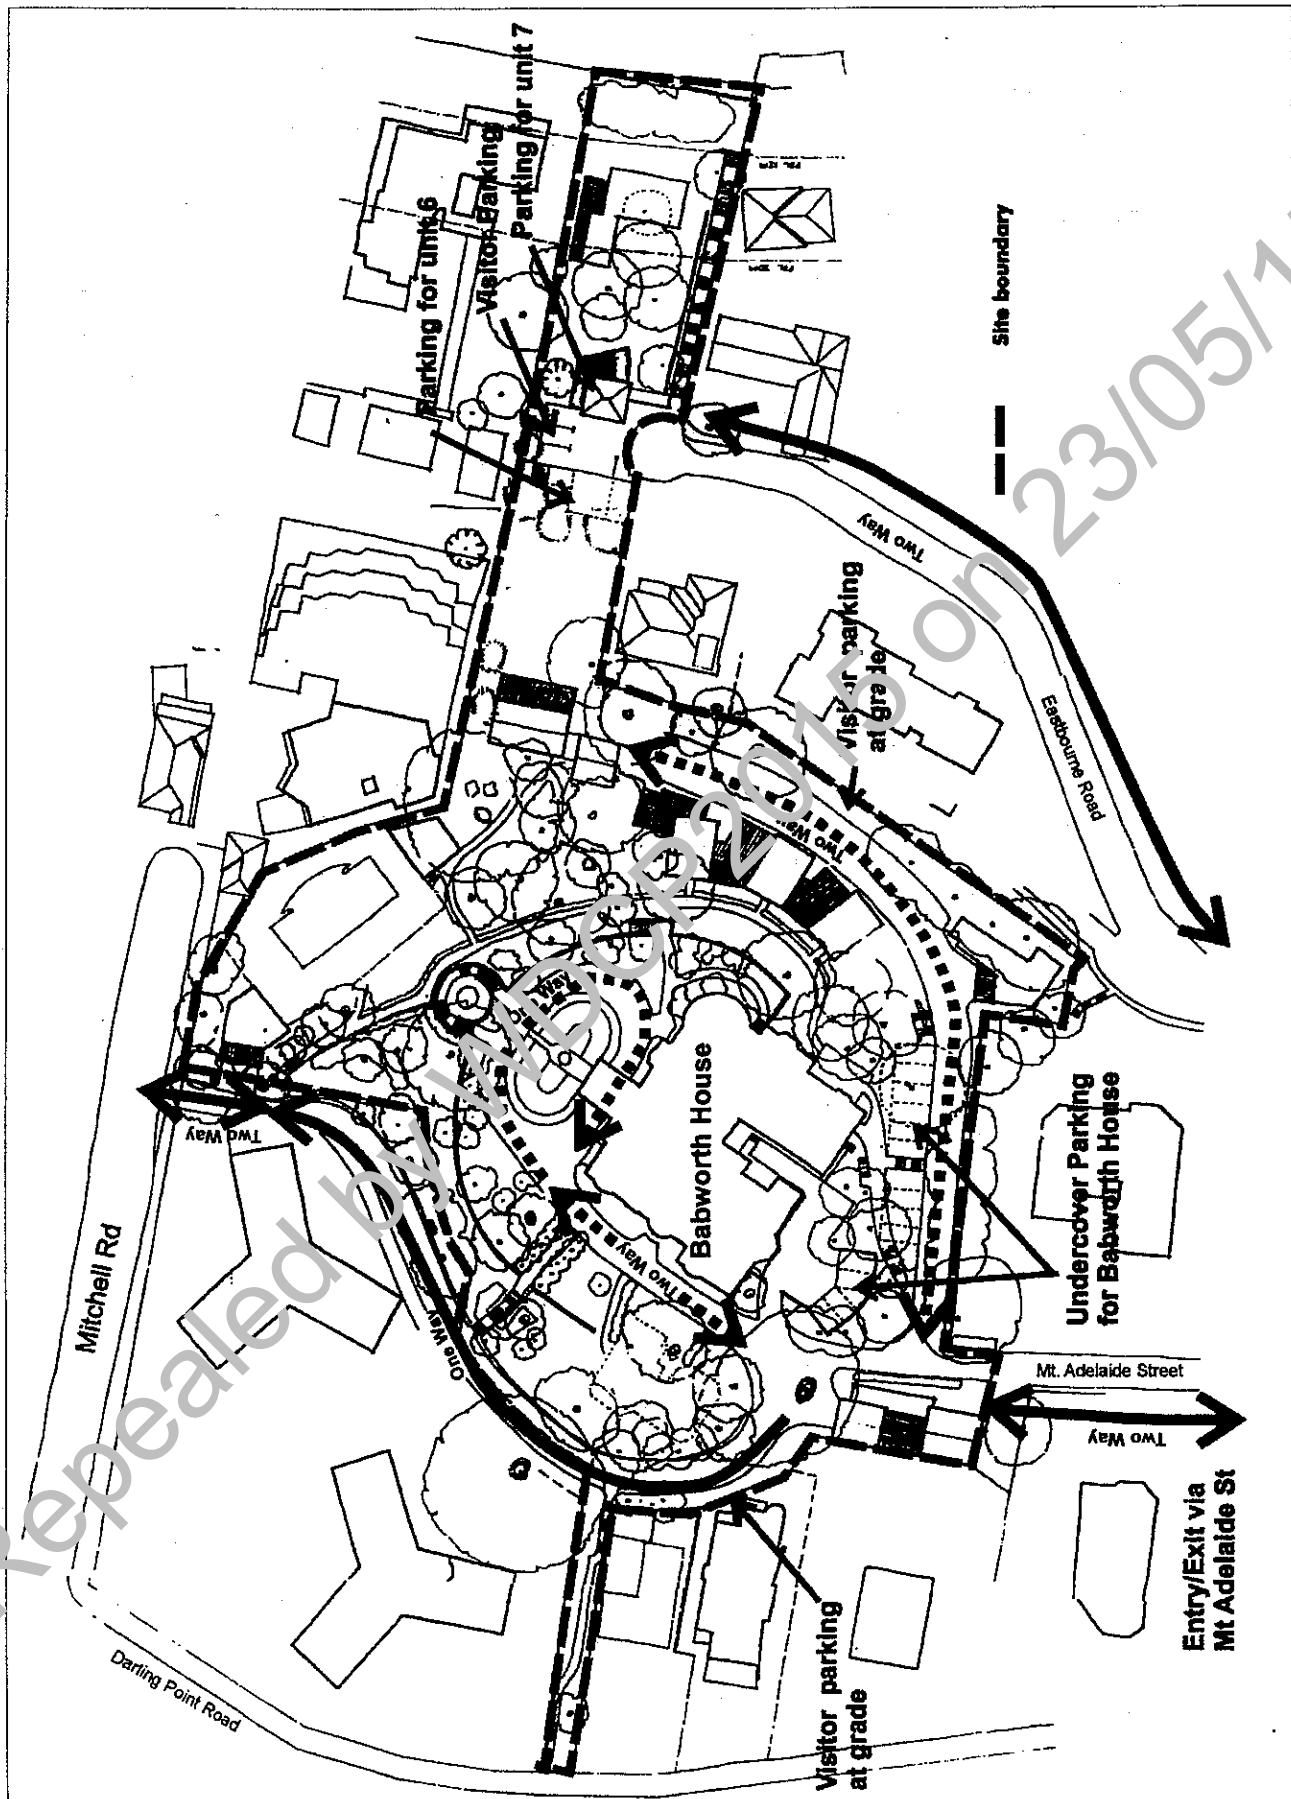 Parking for unit 7
Visitor Parking
Parking for unit 6
Site boundary
Two Way
Eastbourne Road
Visitor parking
at grade
Two Way
One Way
Mitchell Rd
Two Way
One Way
Two Way
Babworth House
Undercover Parking
for Babworth House
Mt. Adelaide Street
Two Way
Entry/Exit via
Mt Adelaide St
Visitor parking
at grade
Darling Point Road
Repealed by WDCP2015 on 23/05/1